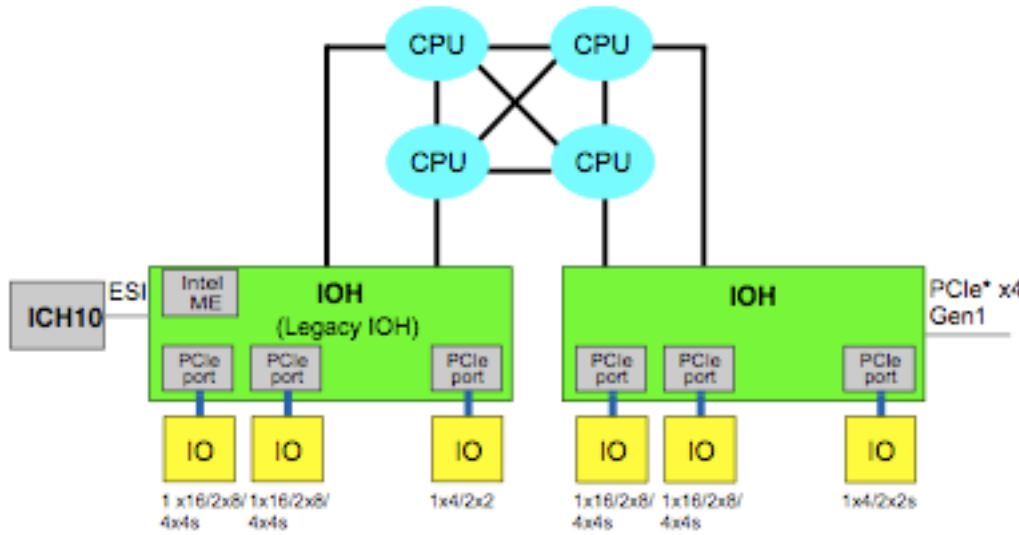 CPU
CPU
CPU
CPU
ESI
Intel
ME
IOH
(Legacy IOH)
ICH10
IOH
PCIe* x4
Gen1
PCIe
port
PCIe
port
PCIe
port
PCIe
port
PCIe
port
PCIe
port
IO
IO
IO
IO
IO
IO
1 x16/2x8/
4x4s
1x16/2x8/
4x4s
1x4/2x2
1x16/2x8/
4x4s
1x16/2x8/
4x4s
1x4/2x2s